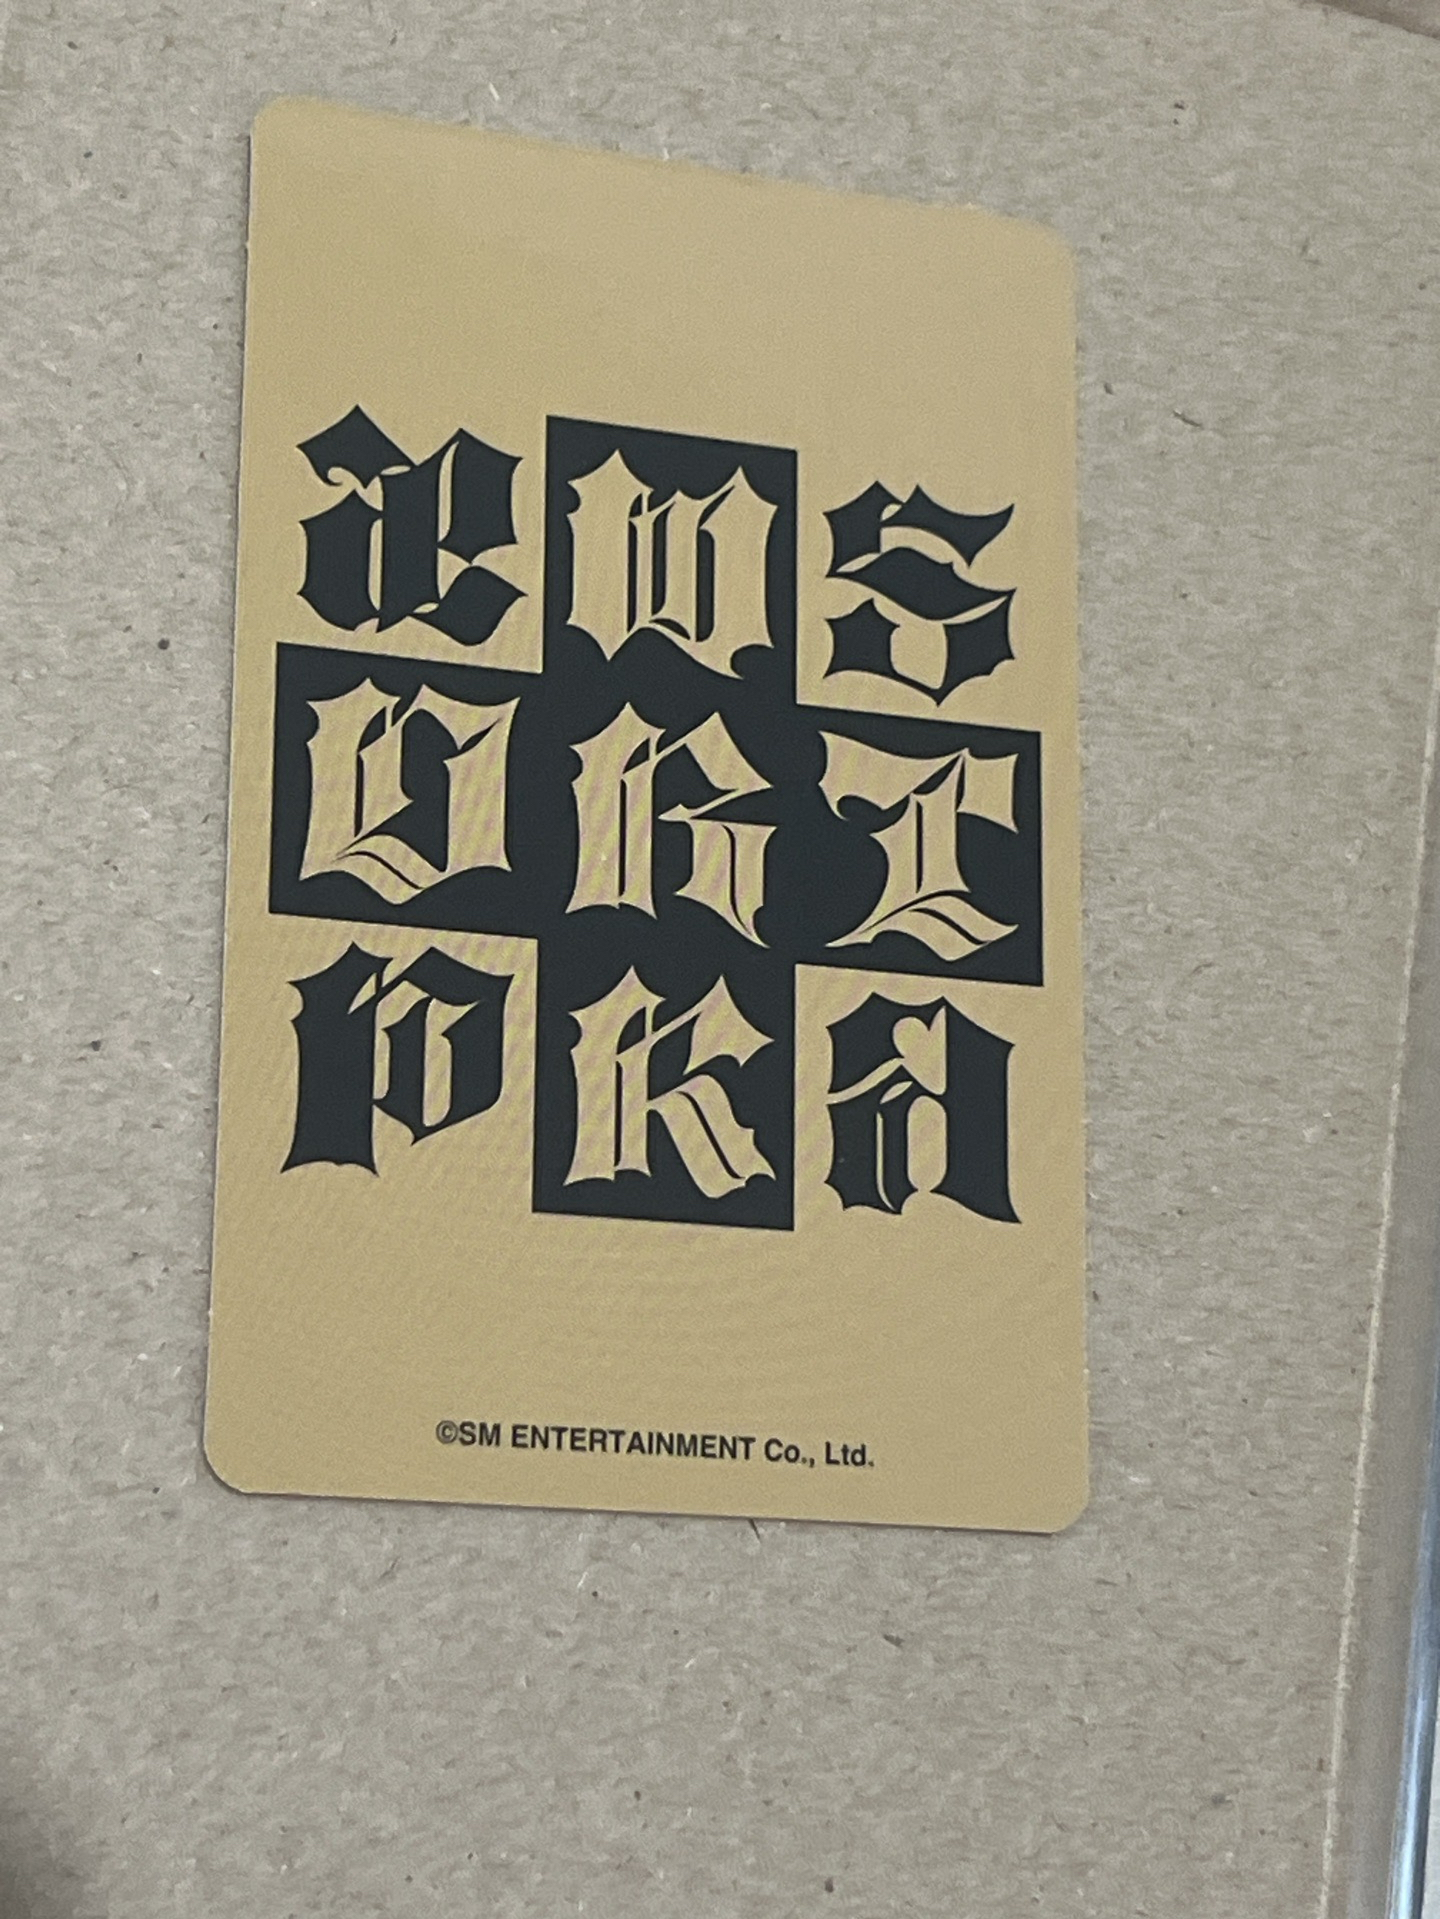 æ W S
D R T
P K a
©SM ENTERTAINMENT Co., Ltd.